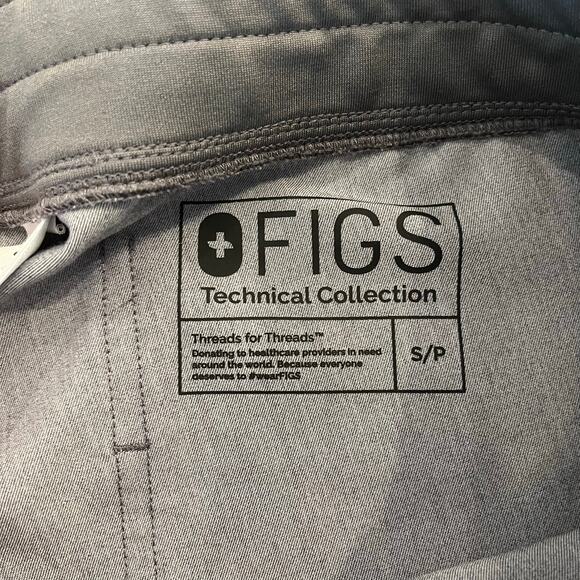 FIGS
Technical Collection
Threads for Threads™
Donating to healthcare providers in need
around the world. Because everyone
deserves to #wearFIGS
S/P